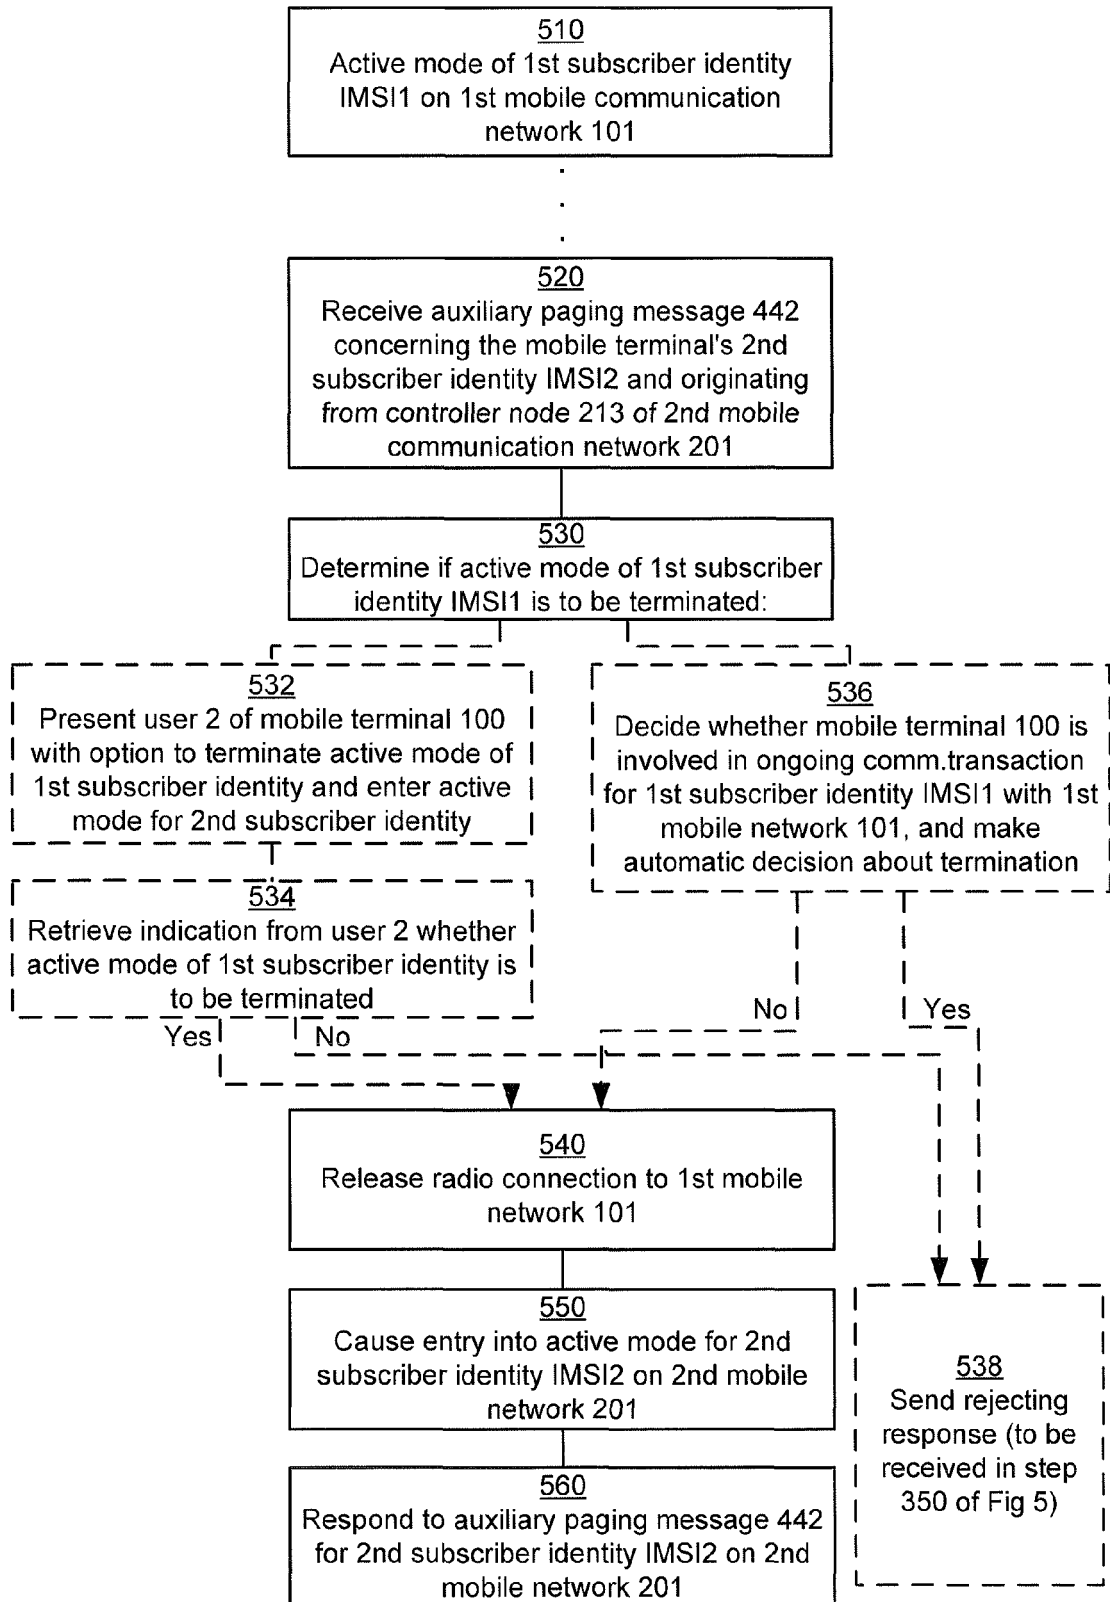 510
Active mode of 1st subscriber identity
IMSI1 on 1st mobile communication
network 101
520
Receive auxiliary paging message 442
concerning the mobile terminal's 2nd
subscriber identity IMSI2 and originating
from controller node 213 of 2nd mobile
communication network 201
530
Determine if active mode of 1st subscriber
identity IMSI1 is to be terminated:
532
Present user 2 of mobile terminal 100
with option to terminate active mode of
1st subscriber identity and enter active
mode for 2nd subscriber identity
536
Decide whether mobile terminal 100 is
involved in ongoing comm.transaction
for 1st subscriber identity IMSI1 with 1st
mobile network 101, and make
automatic decision about termination
534
Retrieve indication from user 2 whether
active mode of 1st subscriber identity is
to be terminated
Yes
No
No
Yes
540
Release radio connection to 1st mobile
network 101
550
Cause entry into active mode for 2nd
subscriber identity IMSI2 on 2nd mobile
network 201
538
Send rejecting
response (to be
received in step
350 of Fig 5)
560
Respond to auxiliary paging message 442
for 2nd subscriber identity IMSI2 on 2nd
mobile network 201